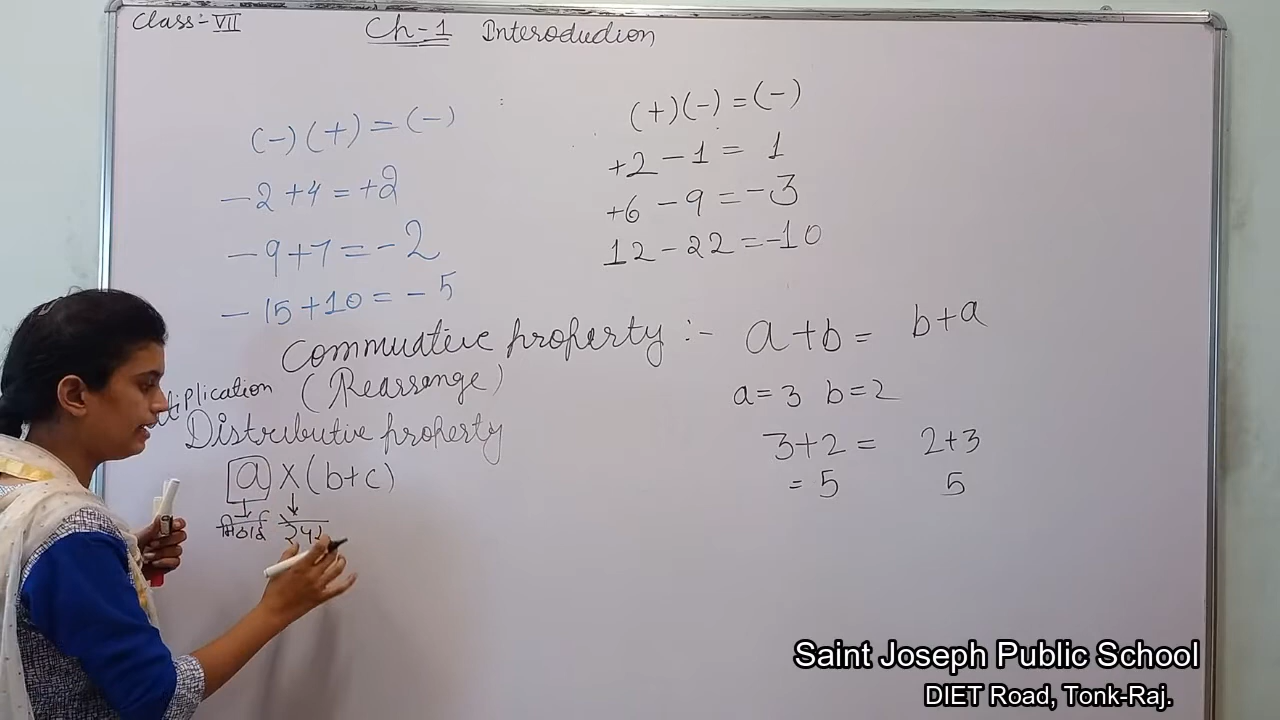 Class:- VII
Ch-1 Interoduction
(-) (+) = (-)
-2 +4 = +2
-9+7 = -2
-15+10 = -5
(+)(-) = (-)
+2 -1 = 1
+6 -9 = -3
12 - 22 = -10
Commuative property :- a+b = b+a
(Rearrange)
a=3 b=2
3+2 = 2+3
= 5 5
Distributive property
a X (b+c)
मिठाई
Saint Joseph Public School
DIET Road, Tonk-Raj.